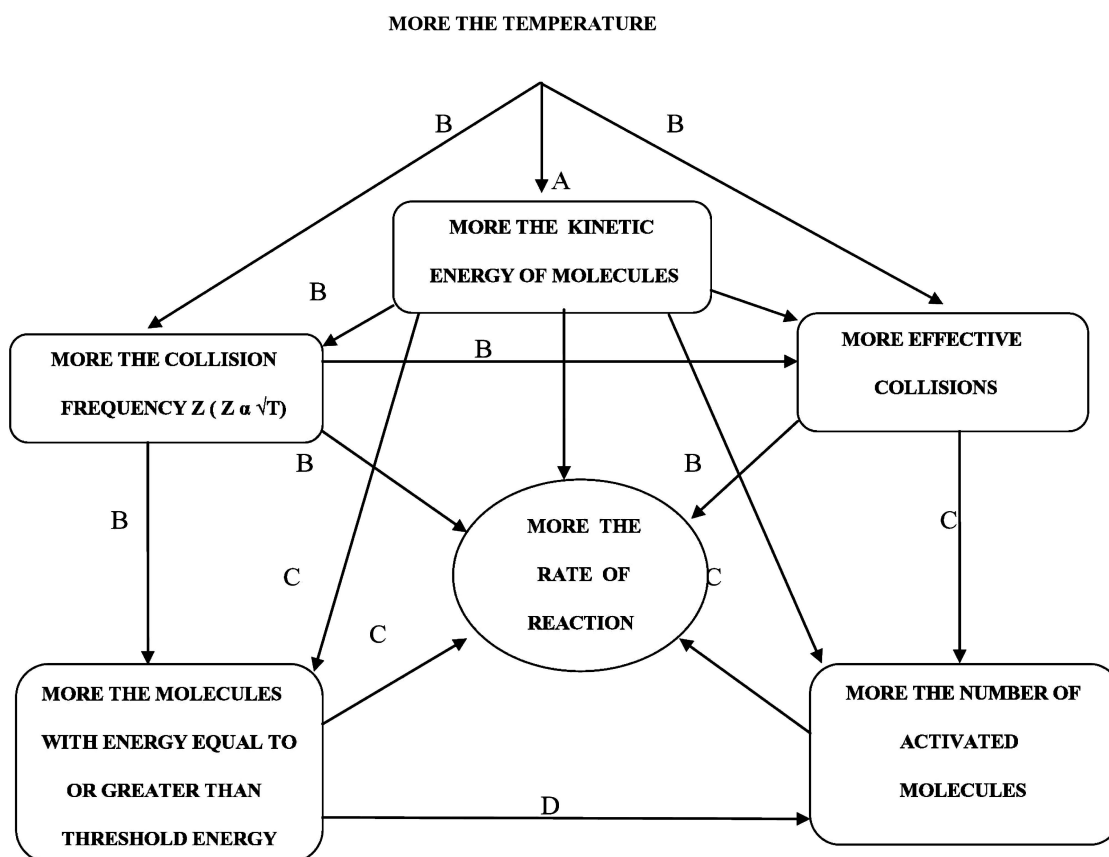 MORE THE TEMPERATURE
B
B
A
MORE THE KINETIC
ENERGY OF MOLECULES
B
MORE THE COLLISION
FREQUENCY Z ( Z α √T)
B
MORE EFFECTIVE
COLLISIONS
B
B
B
C
MORE THE
RATE OF
REACTION
C
C
C
MORE THE MOLECULES
WITH ENERGY EQUAL TO
OR GREATER THAN
THRESHOLD ENERGY
MORE THE NUMBER OF
ACTIVATED
MOLECULES
D